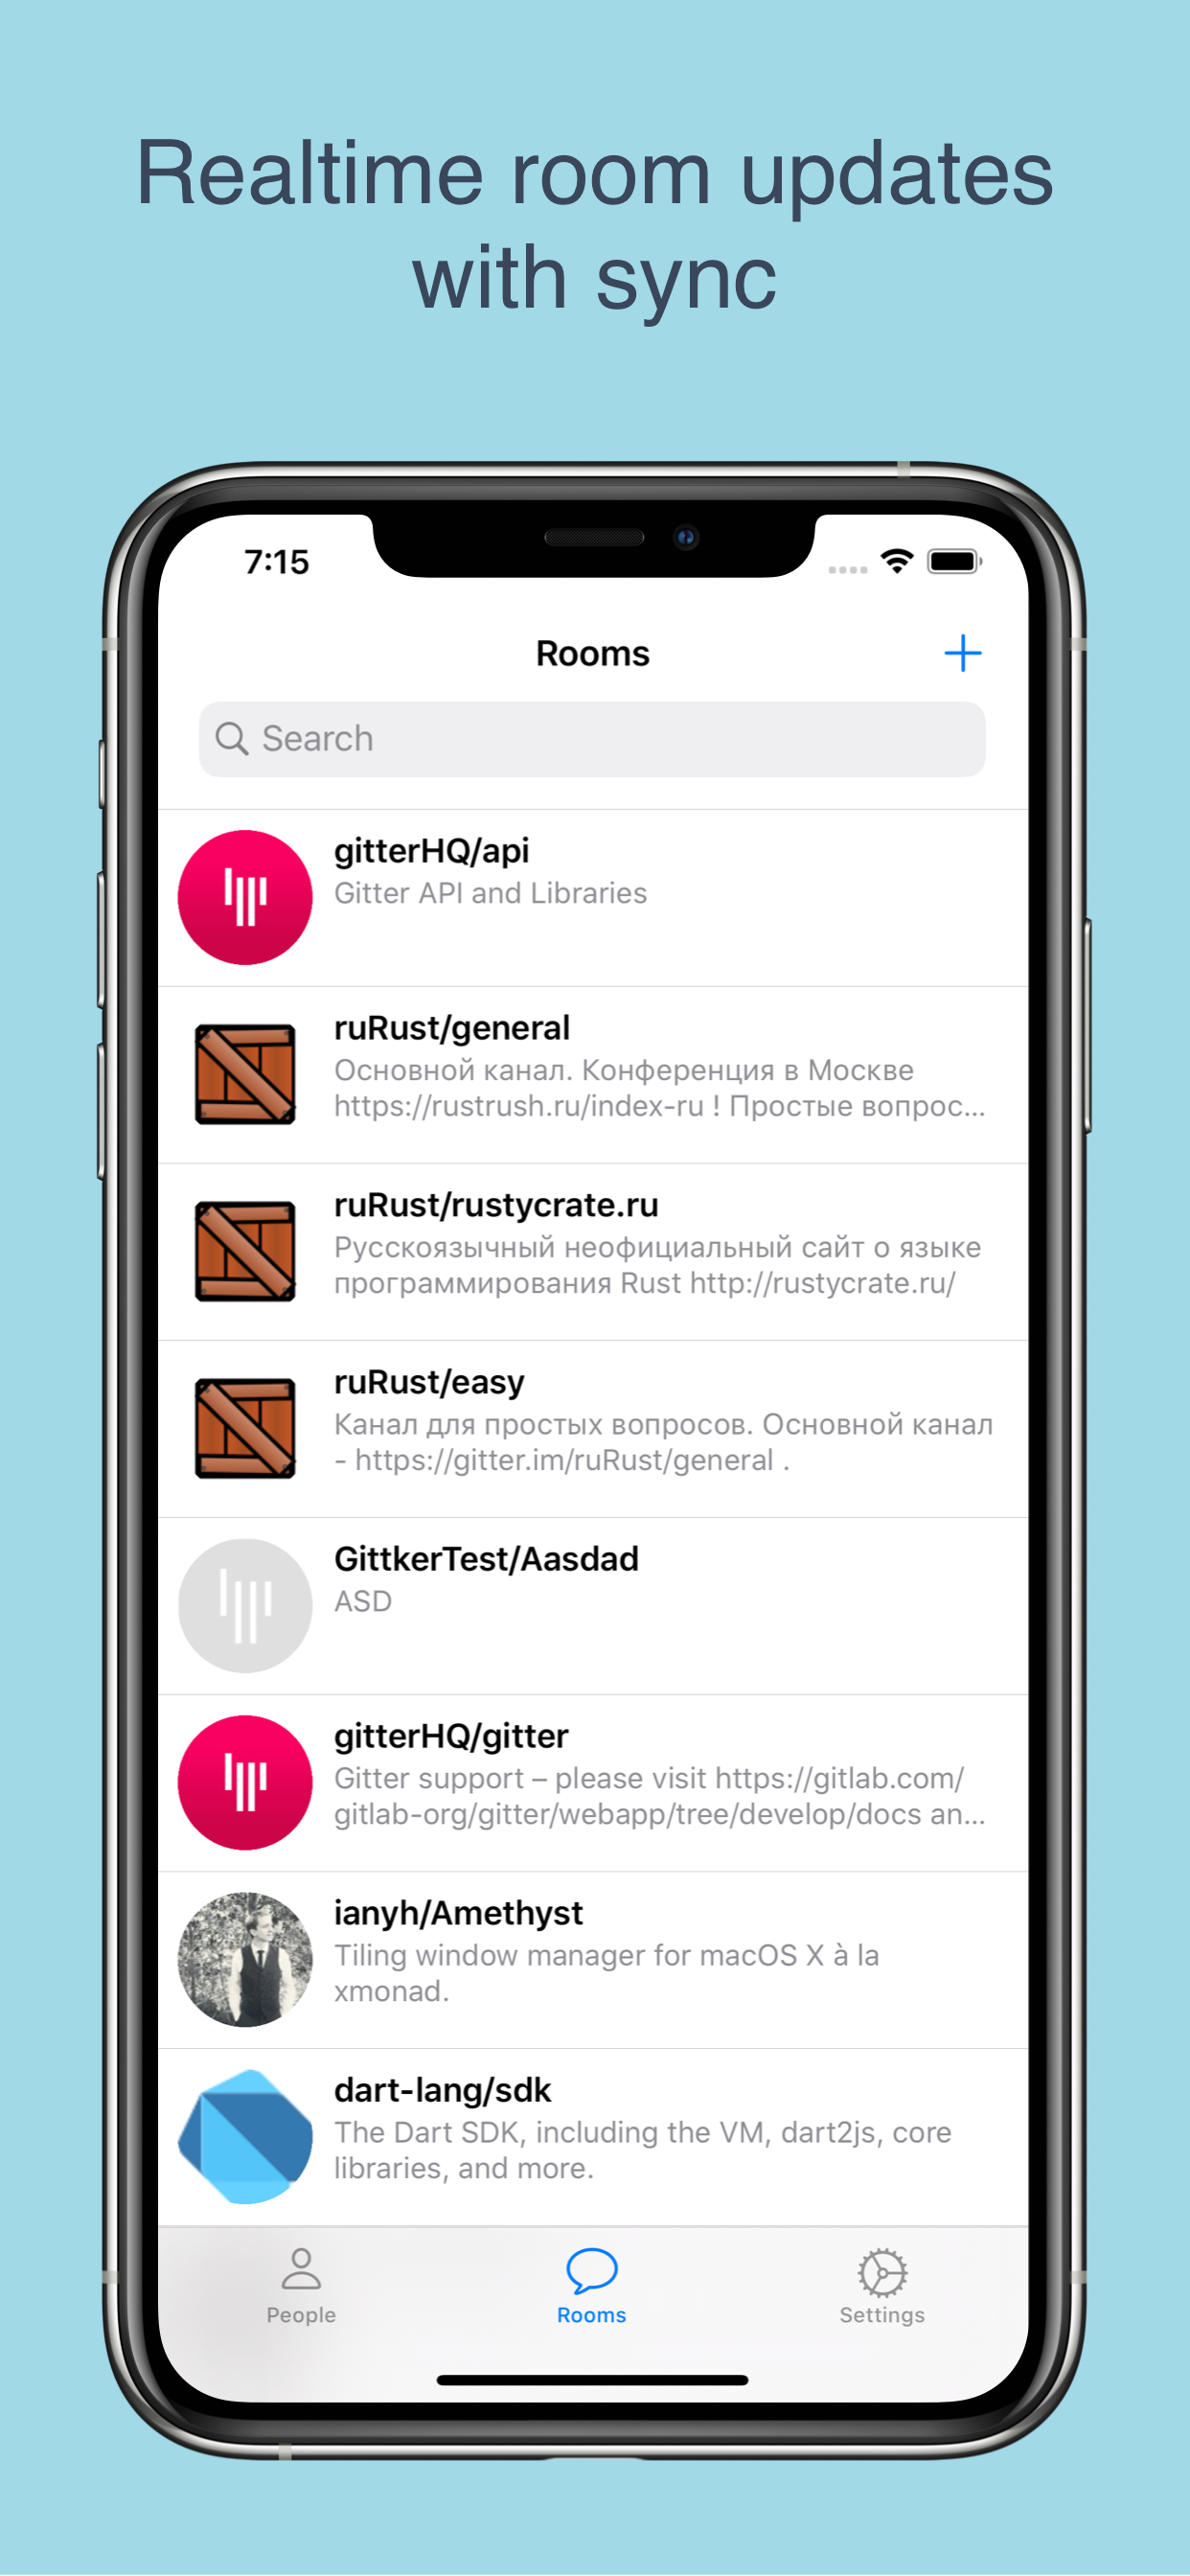 Realtime room updates
with sync
7:15
Rooms
Search
gitterHQ/api
Gitter API and Libraries
ruRust/general
Основной канал. Конференция в Москве
https://rustrush.ru/index-ru ! Простые вопрос...
ruRust/rustycrate.ru
Русскоязычный неофициальный сайт о языке
программирования Rust http://rustycrate.ru/
ruRust/easy
Канал для простых вопросов. Основной канал
- https://gitter.im/ruRust/general .
GittkerTest/Aasdad
ASD
gitterHQ/gitter
Gitter support – please visit https://gitlab.com/
gitlab-org/gitter/webapp/tree/develop/docs an...
ianyh/Amethyst
Tiling window manager for macOS X à la
xmonad.
dart-lang/sdk
The Dart SDK, including the VM, dart2js, core
libraries, and more.
People
Rooms
Settings